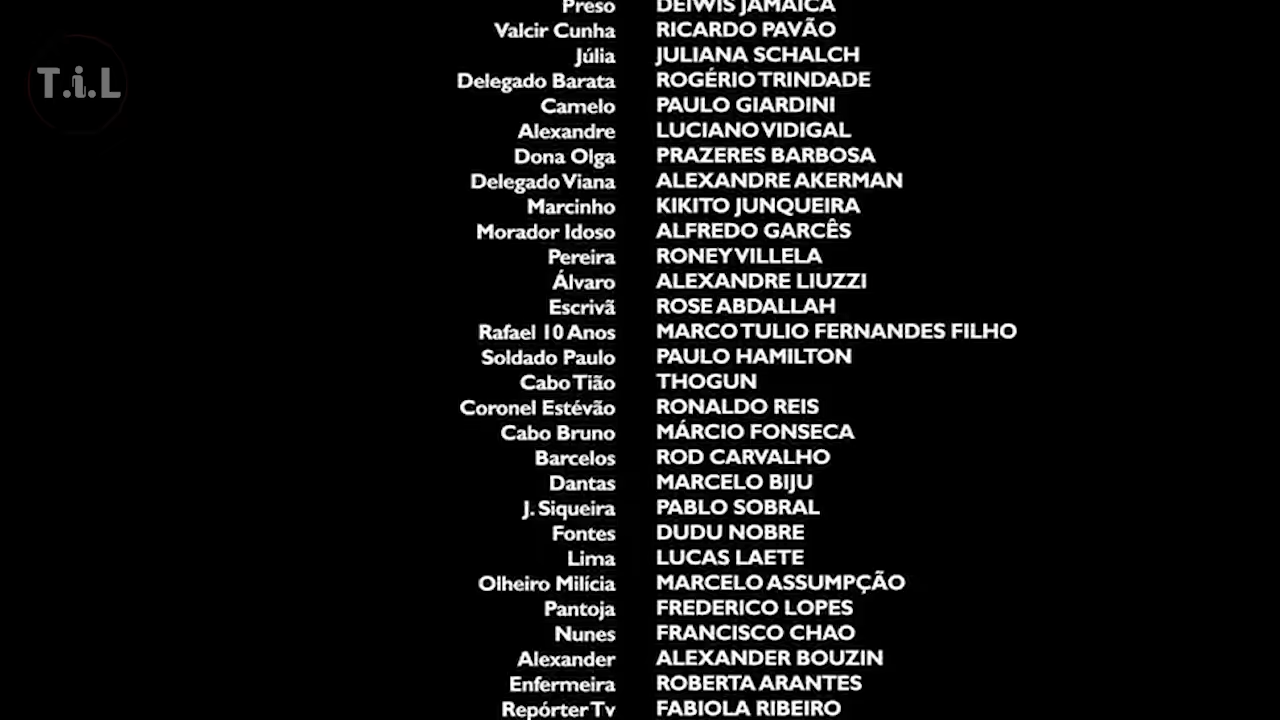 Preso DEIWIS JAMAICA
Valcir Cunha RICARDO PAVÃO
T.i.L
Júlia JULIANA SCHALCH
Delegado Barata ROGÉRIO TRINDADE
Camelo PAULO GIARDINI
Alexandre LUCIANO VIDIGAL
Dona Olga PRAZERES BARBOSA
Delegado Viana ALEXANDRE AKERMAN
Marcinho KIKITO JUNQUEIRA
Morador Idoso ALFREDO GARCÊS
Pereira RONEY VILLELA
Álvaro ALEXANDRE LIUZZI
Escrivã ROSE ABDALLAH
Rafael 10 Anos MARCO TULIO FERNANDES FILHO
Soldado Paulo PAULO HAMILTON
Cabo Tião THOGUN
Coronel Estévão RONALDO REIS
Cabo Bruno MÁRCIO FONSECA
Barcelos ROD CARVALHO
Dantas MARCELO BIJU
J. Siqueira PABLO SOBRAL
Fontes DUDU NOBRE
Lima LUCAS LAETE
Olheiro Milícia MARCELO ASSUMPÇÃO
Pantoja FREDERICO LOPES
Nunes FRANCISCO CHAO
Alexander ALEXANDER BOUZIN
Enfermeira ROBERTA ARANTES
Repórter Tv FABIOLA RIBEIRO